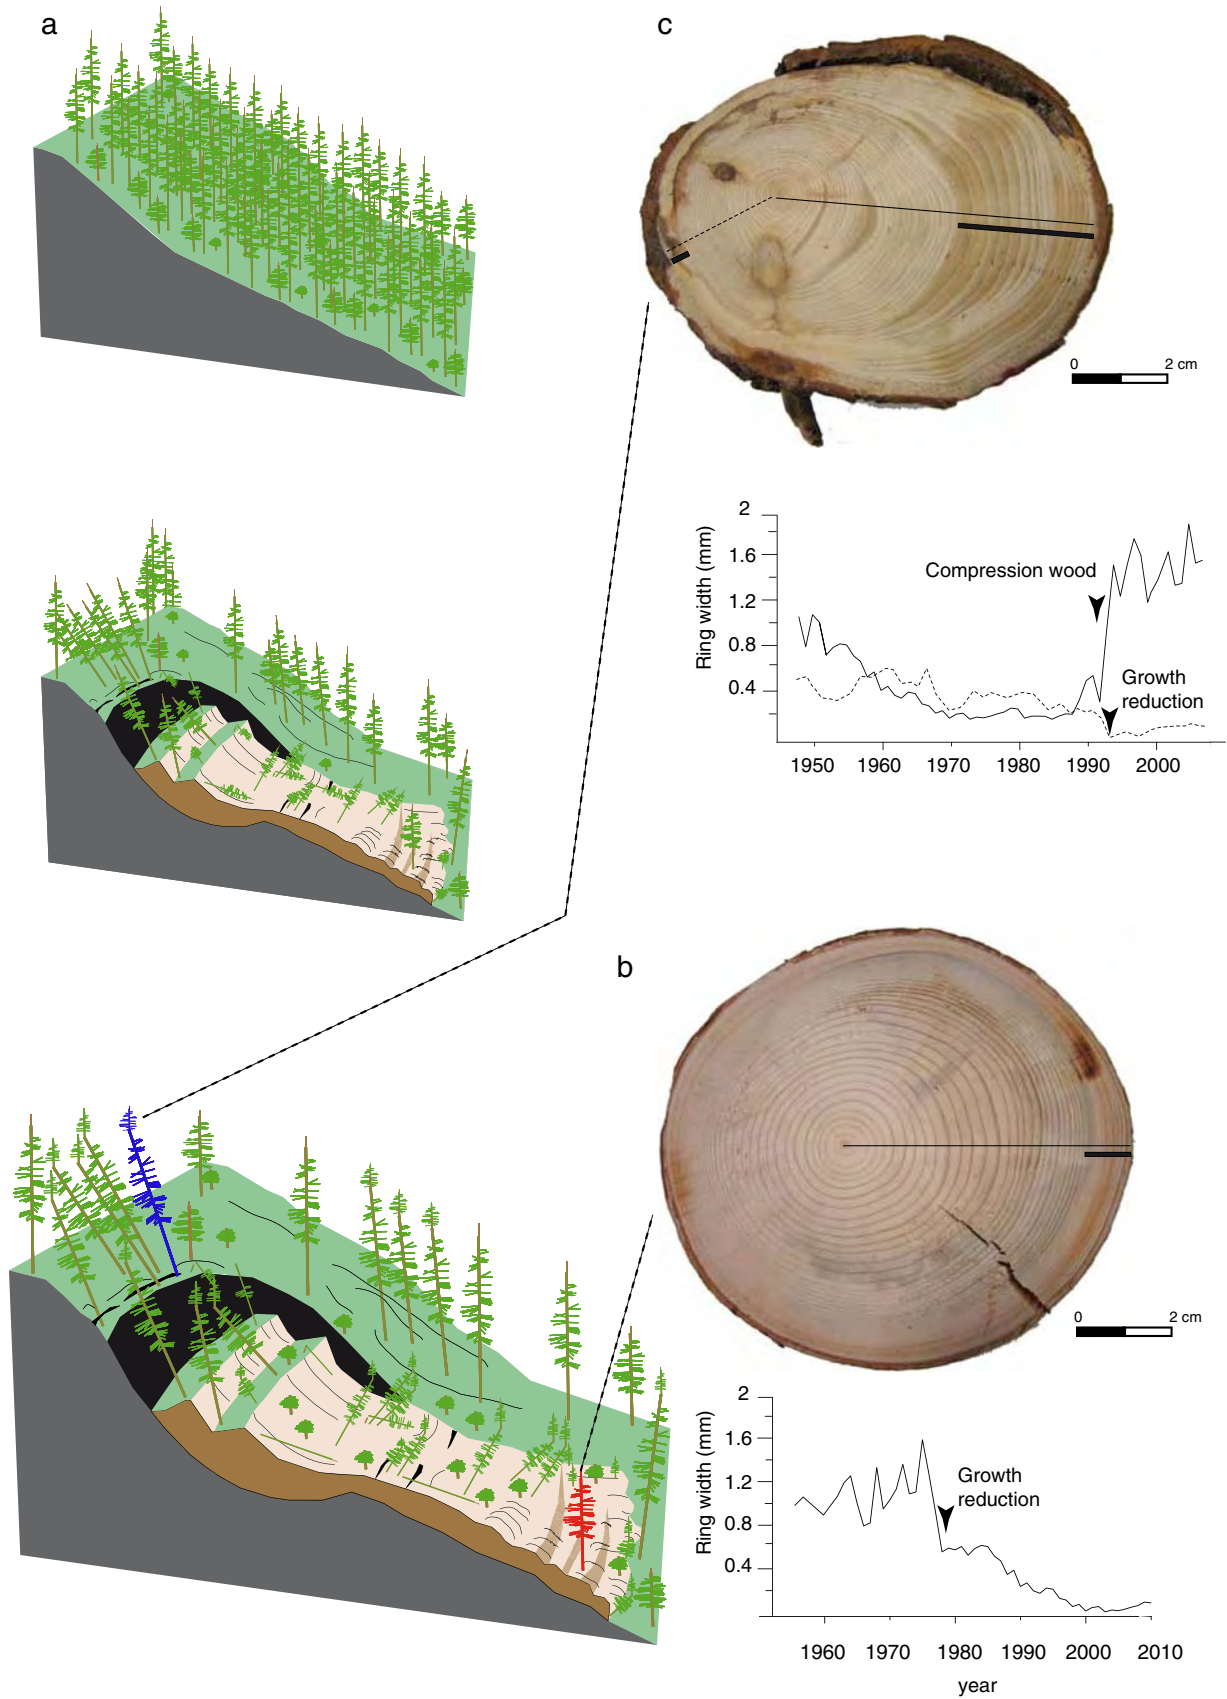 a
c
0 2 cm
2
1.6
1.2
0.8
0.4
Ring width (mm)
Compression wood
Growth
reduction
1950 1960 1970 1980 1990 2000
b
0 2 cm
2
1.6
1.2
0.8
0.4
Ring width (mm)
Growth
reduction
1960 1970 1980 1990 2000 2010
year